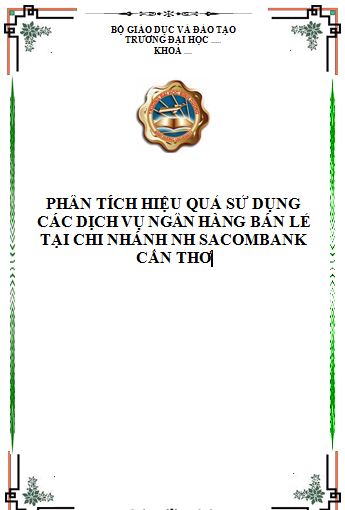 BỘ GIÁO DỤC VÀ ĐÀO TẠO
TRƯỜNG ĐẠI HỌC .....
KHOA ...
PHÂN TÍCH HIỆU QUẢ SỬ DỤNG
CÁC DỊCH VỤ NGÂN HÀNG BÁN LẺ
TẠI CHI NHÁNH NH SACOMBANK
CẦN THƠ